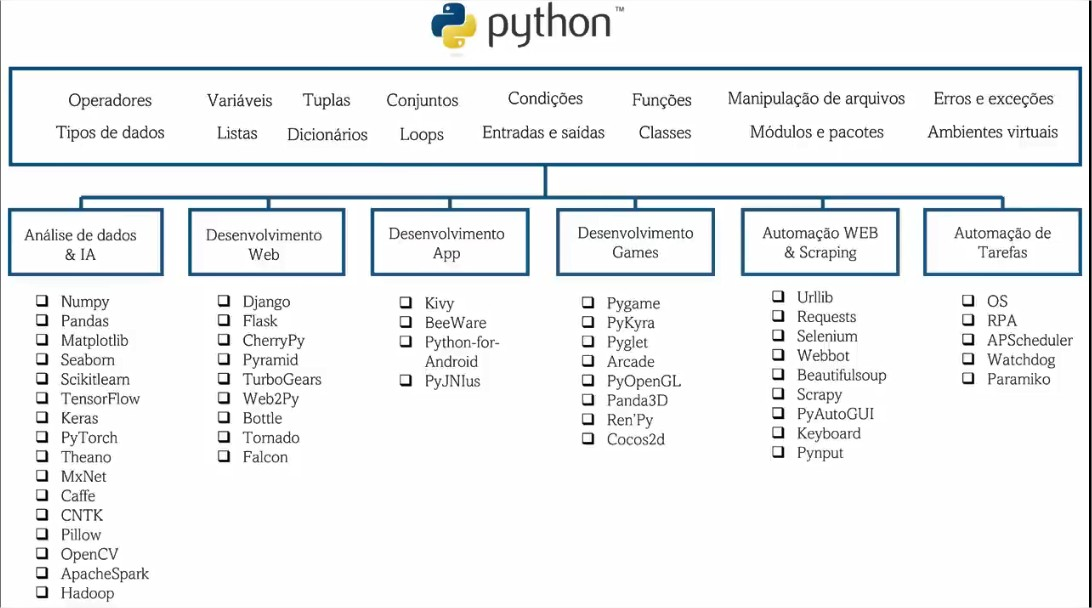 python™
Operadores Variáveis Tuplas Conjuntos Condições Funções Manipulação de arquivos Erros e exceções
Tipos de dados Listas Dicionários Loops Entradas e saídas Classes Módulos e pacotes Ambientes virtuais
Análise de dados
& IA
Numpy
Pandas
Matplotlib
Seaborn
Scikitlearn
TensorFlow
Keras
PyTorch
Theano
MxNet
Caffe
CNTK
Pillow
OpenCV
ApacheSpark
Hadoop
Desenvolvimento
Web
Django
Flask
CherryPy
Pyramid
TurboGears
Web2Py
Bottle
Tornado
Falcon
Desenvolvimento
App
Kivy
BeeWare
Python-for-
Android
PyJNIus
Desenvolvimento
Games
Pygame
PyKyra
Pyglet
Arcade
PyOpenGL
Panda3D
Ren'Py
Cocos2d
Automação WEB
& Scraping
Urllib
Requests
Selenium
Webbot
Beautifulsoup
Scrapy
PyAutoGUI
Keyboard
Pynput
Automação de
Tarefas
OS
RPA
APScheduler
Watchdog
Paramiko